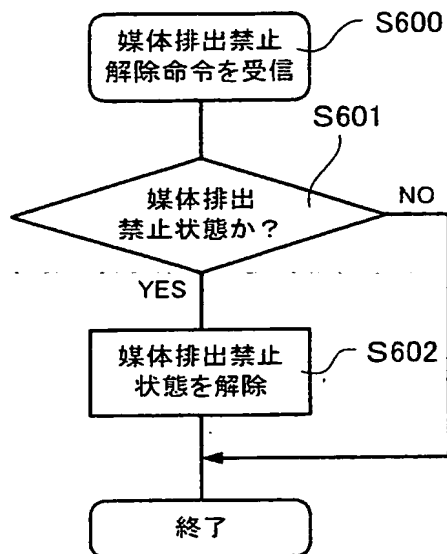 媒体排出禁止
解除命令を受信
S600
S601
媒体排出
禁止状態か？
NO
YES
媒体排出禁止
状態を解除
S602
終了